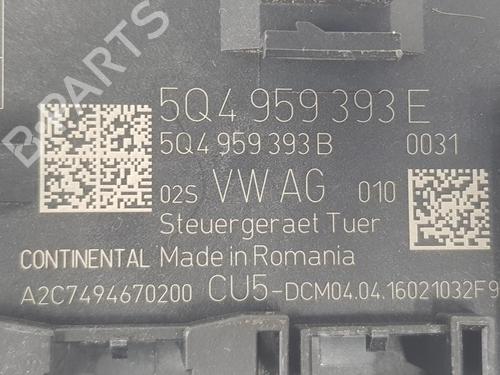 B-PARTS
5Q4 959 393 E
5Q4 959 393 B 0031
02S VW AG 010
Steuergeraet Tuer
CONTINENTAL Made in Romania
A2C7494670200 CU5-DCM04.04.16021032F9